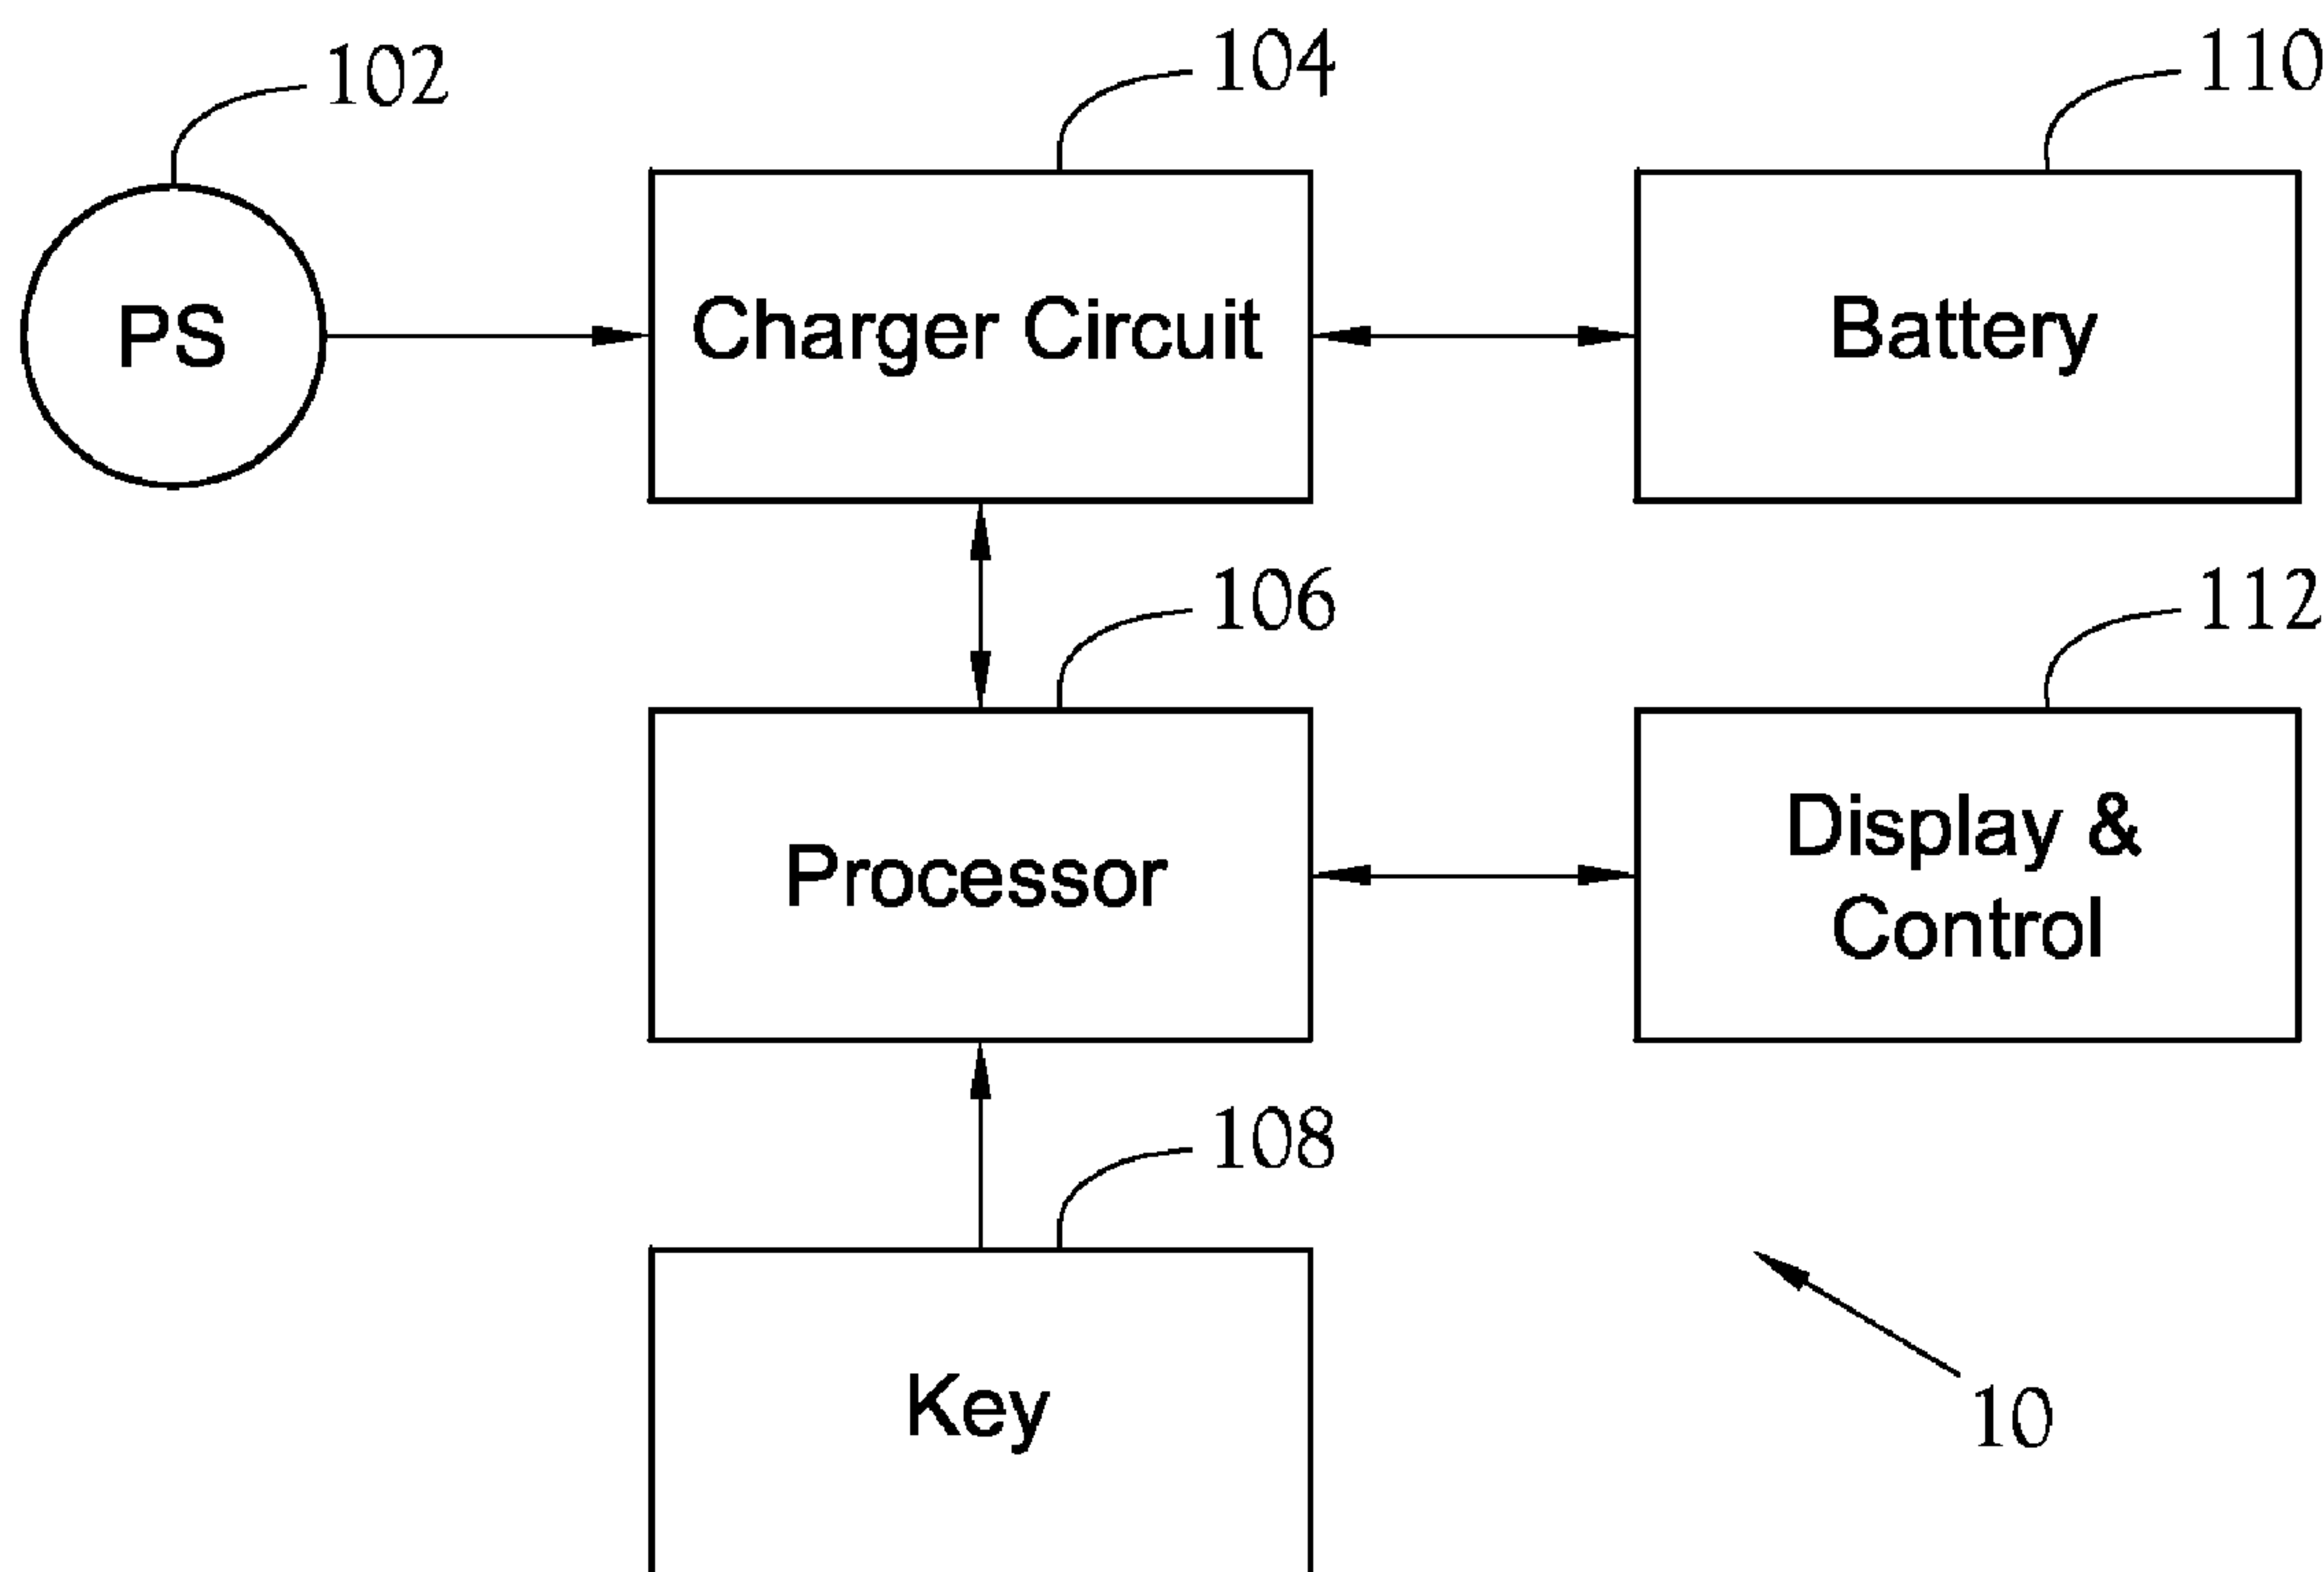 102
104
110
PS
Charger Circuit
Battery
106
112
Processor
Display &
Control
108
Key
10